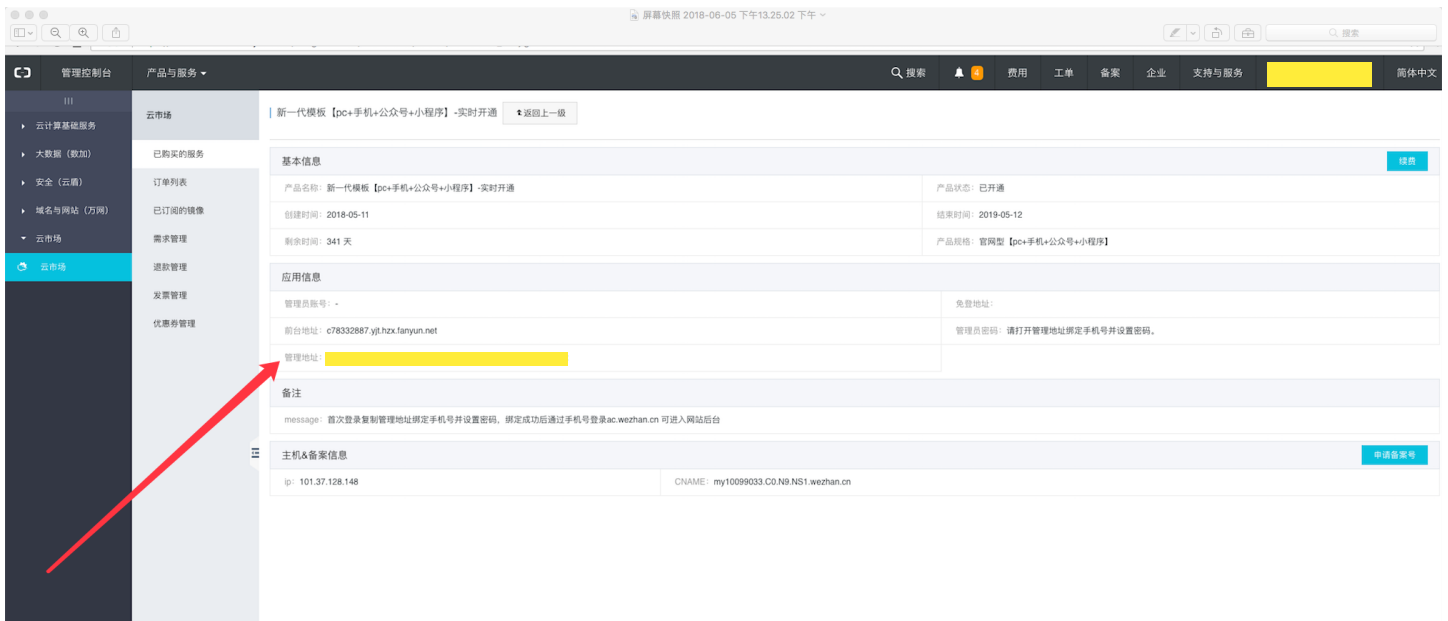 屏幕快照 2018-06-05 下午13.25.02 下午
搜索
管理控制台 产品与服务 搜索 4 费用 工单 备案 企业 支持与服务 简体中文
云计算基础服务
大数据（数加）
安全（云盾）
域名与网站（万网）
云市场
云市场
云市场
已购买的服务
订单列表
已订阅的镜像
需求管理
退款管理
发票管理
优惠券管理
新一代模板【pc+手机+公众号+小程序】-实时开通 返回上一级
基本信息 续费
产品名称：新一代模板【pc+手机+公众号+小程序】-实时开通 产品状态：已开通
创建时间：2018-05-11 结束时间：2019-05-12
剩余时间：341 天 产品规格：官网型【pc+手机+公众号+小程序】
应用信息
管理员账号：- 免登地址：
前台地址：c78332887.yjt.hzx.fanyun.net 管理员密码：请打开管理地址绑定手机号并设置密码。
管理地址：
备注
message：首次登录复制管理地址绑定手机号并设置密码，绑定成功后通过手机号登录ac.wezhan.cn 可进入网站后台
主机&备案信息 申请备案号
ip：101.37.128.148 CNAME：my10099033.C0.N9.NS1.wezhan.cn